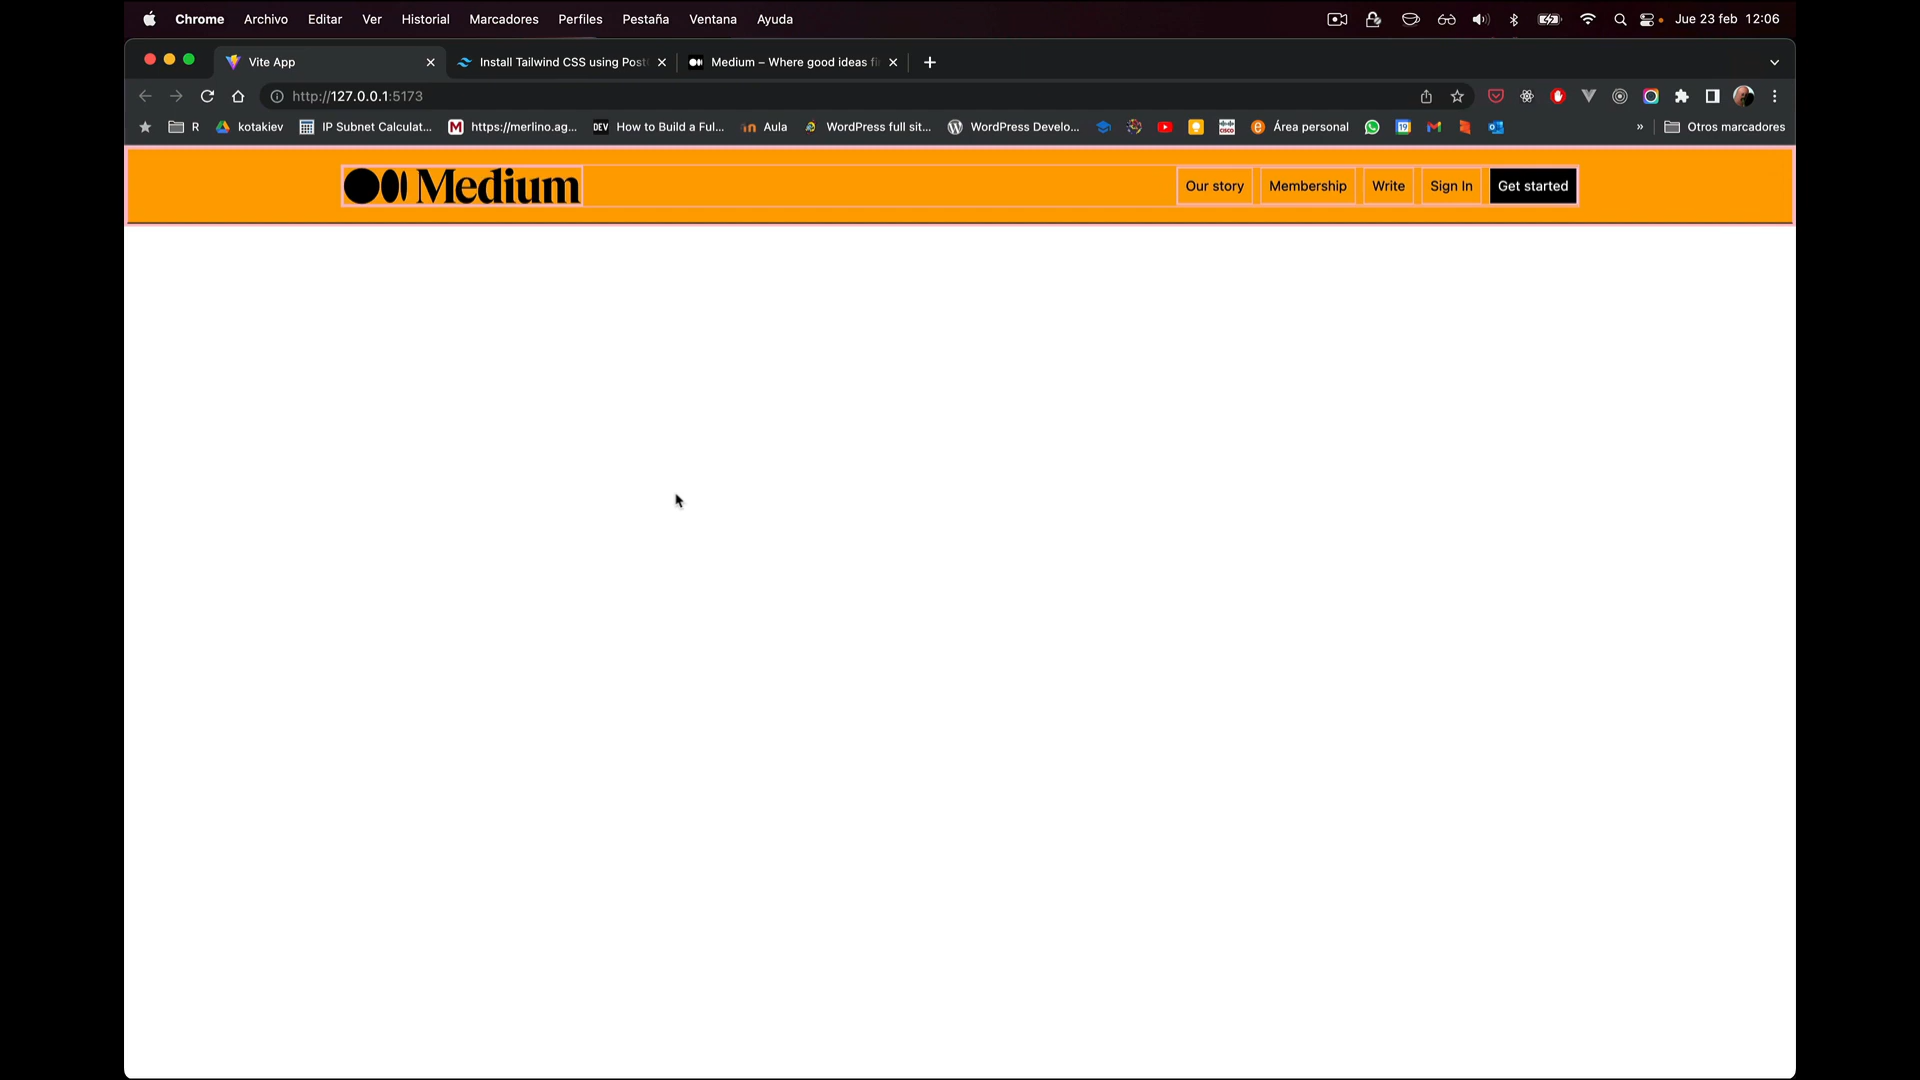 Chrome Archivo Editar Ver Historial Marcadores Perfiles Pestaña Ventana Ayuda Jue 23 feb 12:06
Vite App Install Tailwind CSS using Post Medium – Where good ideas fi
http://127.0.0.1:5173
R kotakiev IP Subnet Calculat... M https://merlino.ag... DEV How to Build a Ful... Aula WordPress full sit... WordPress Develo... CISCO Área personal 19 » Otros marcadores
Medium Our story Membership Write Sign In Get started